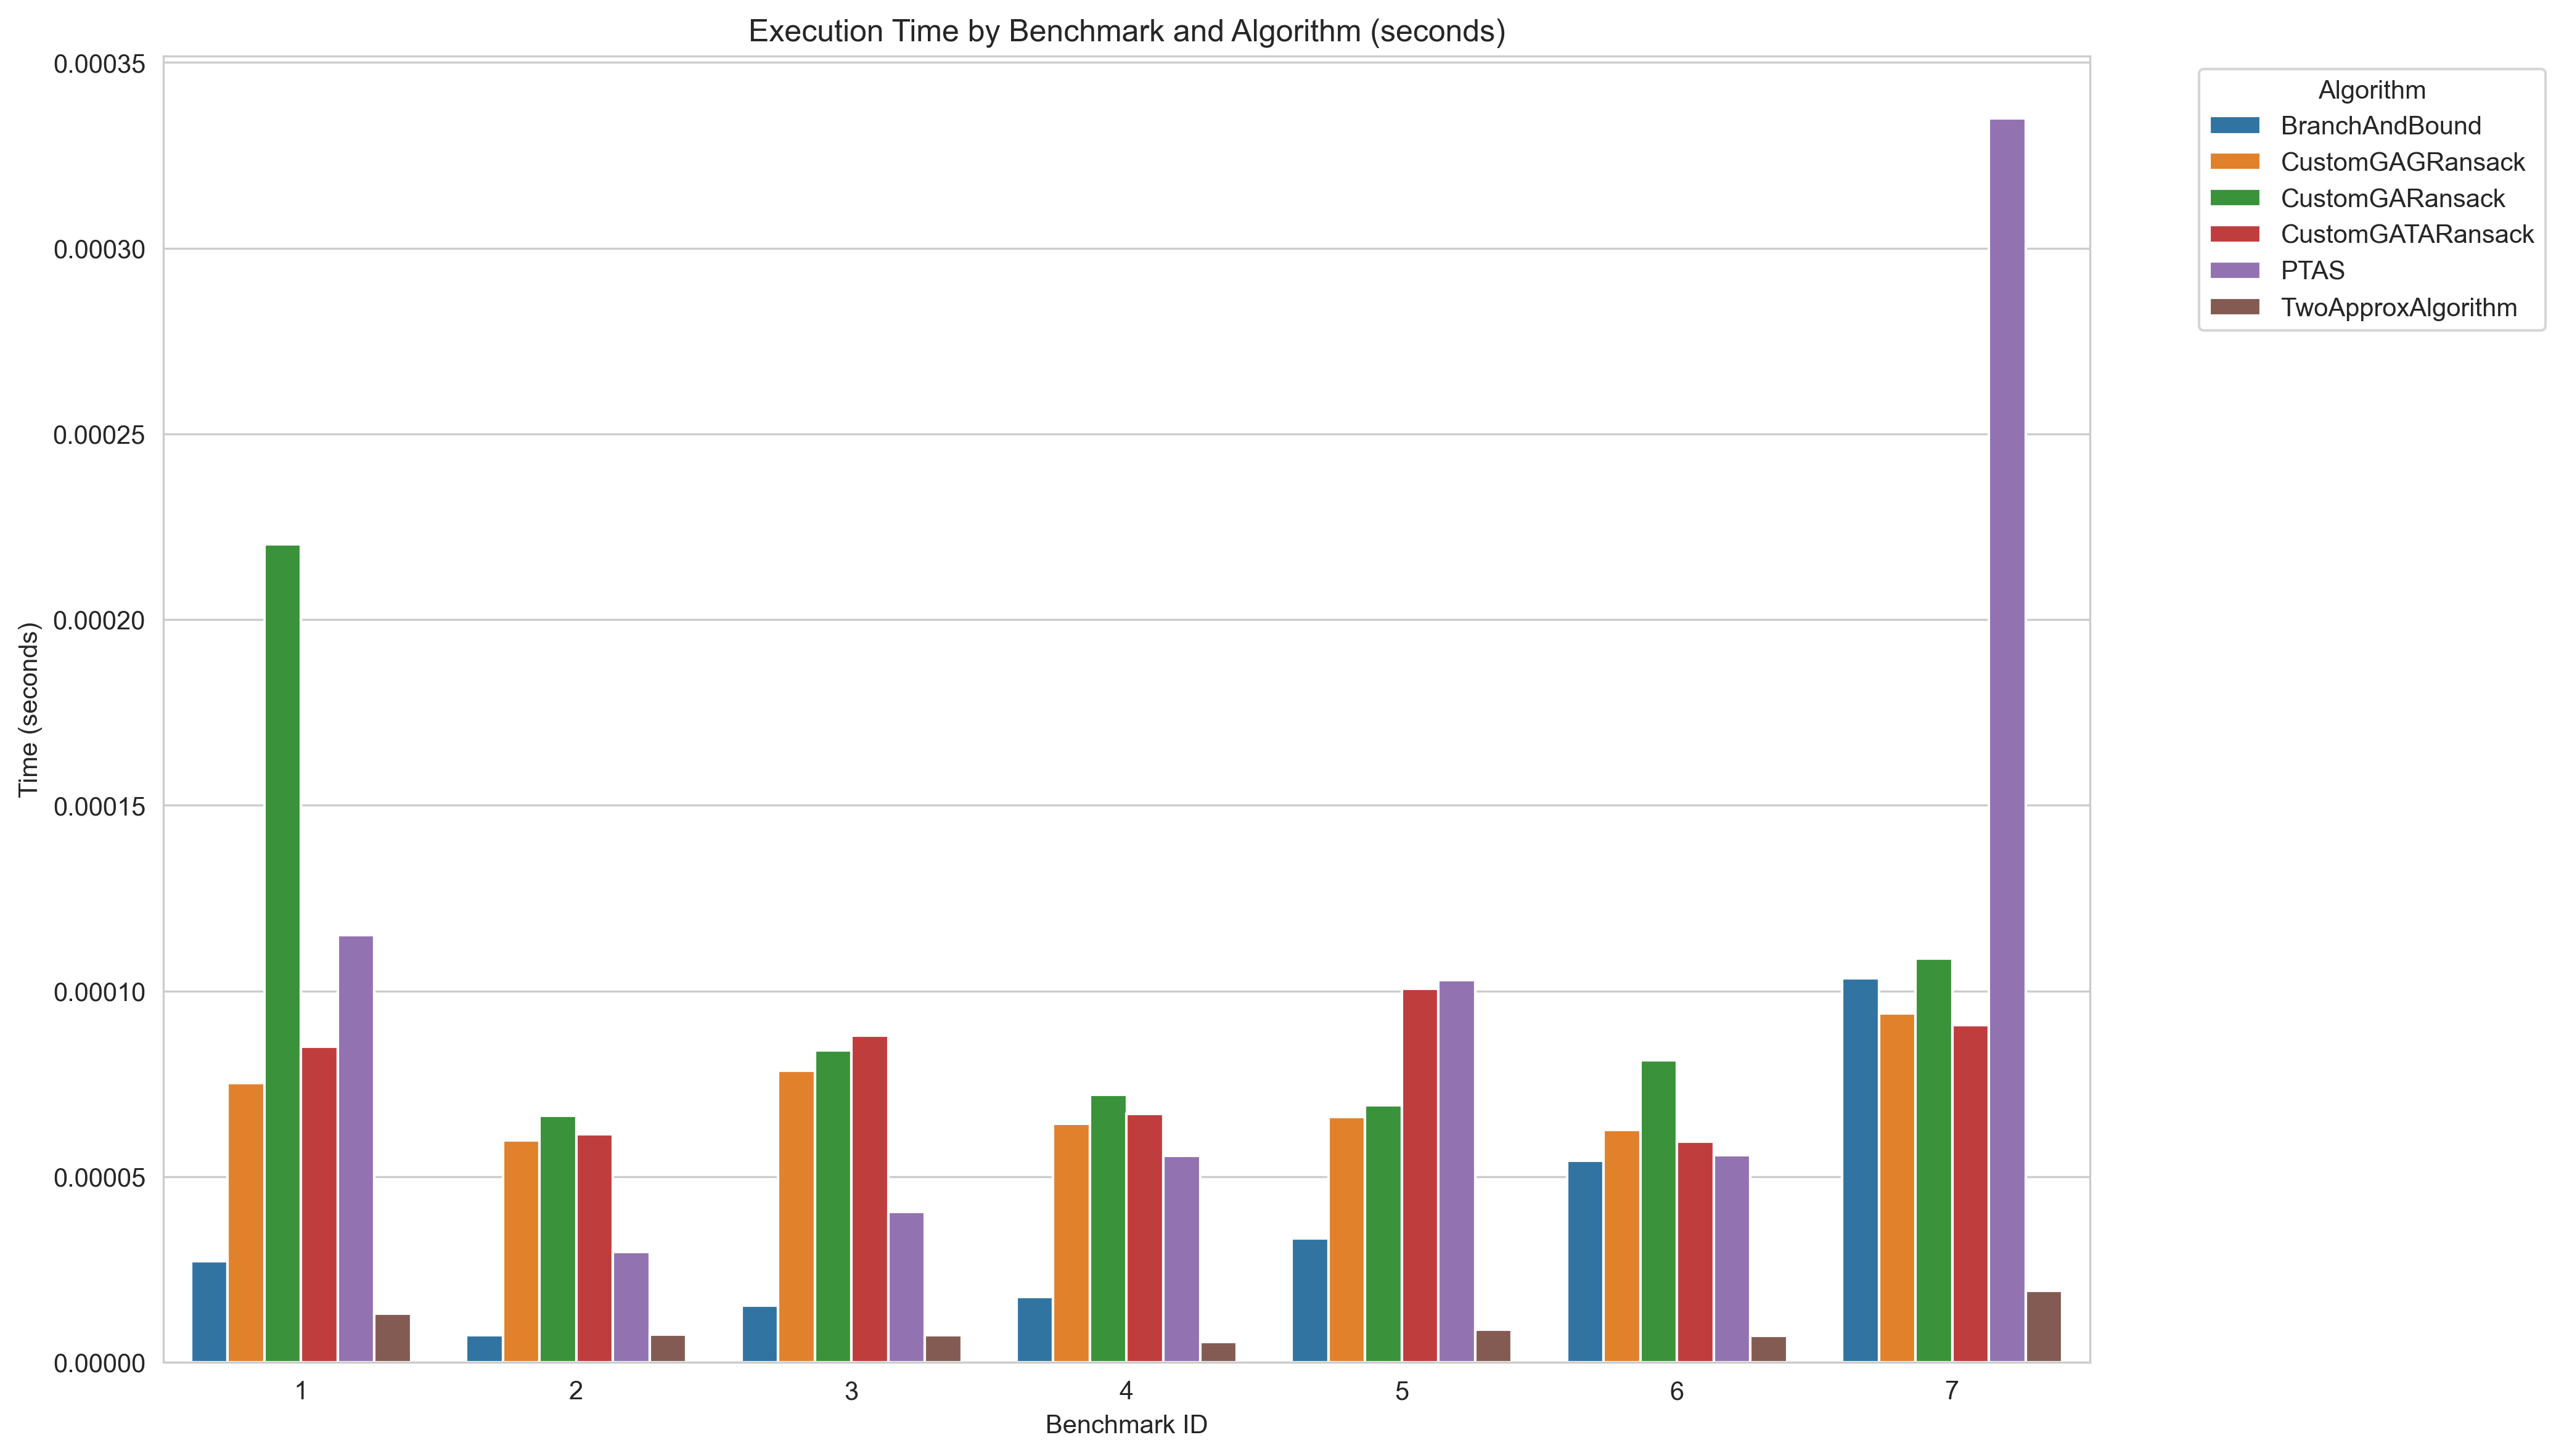 Execution Time by Benchmark and Algorithm (seconds)
Algorithm
BranchAndBound
CustomGAGRansack
CustomGARansack
CustomGATARansack
PTAS
TwoApproxAlgorithm
Time (seconds)
0.00035
0.00030
0.00025
0.00020
0.00015
0.00010
0.00005
0.00000
1 2 3 4 5 6 7
Benchmark ID